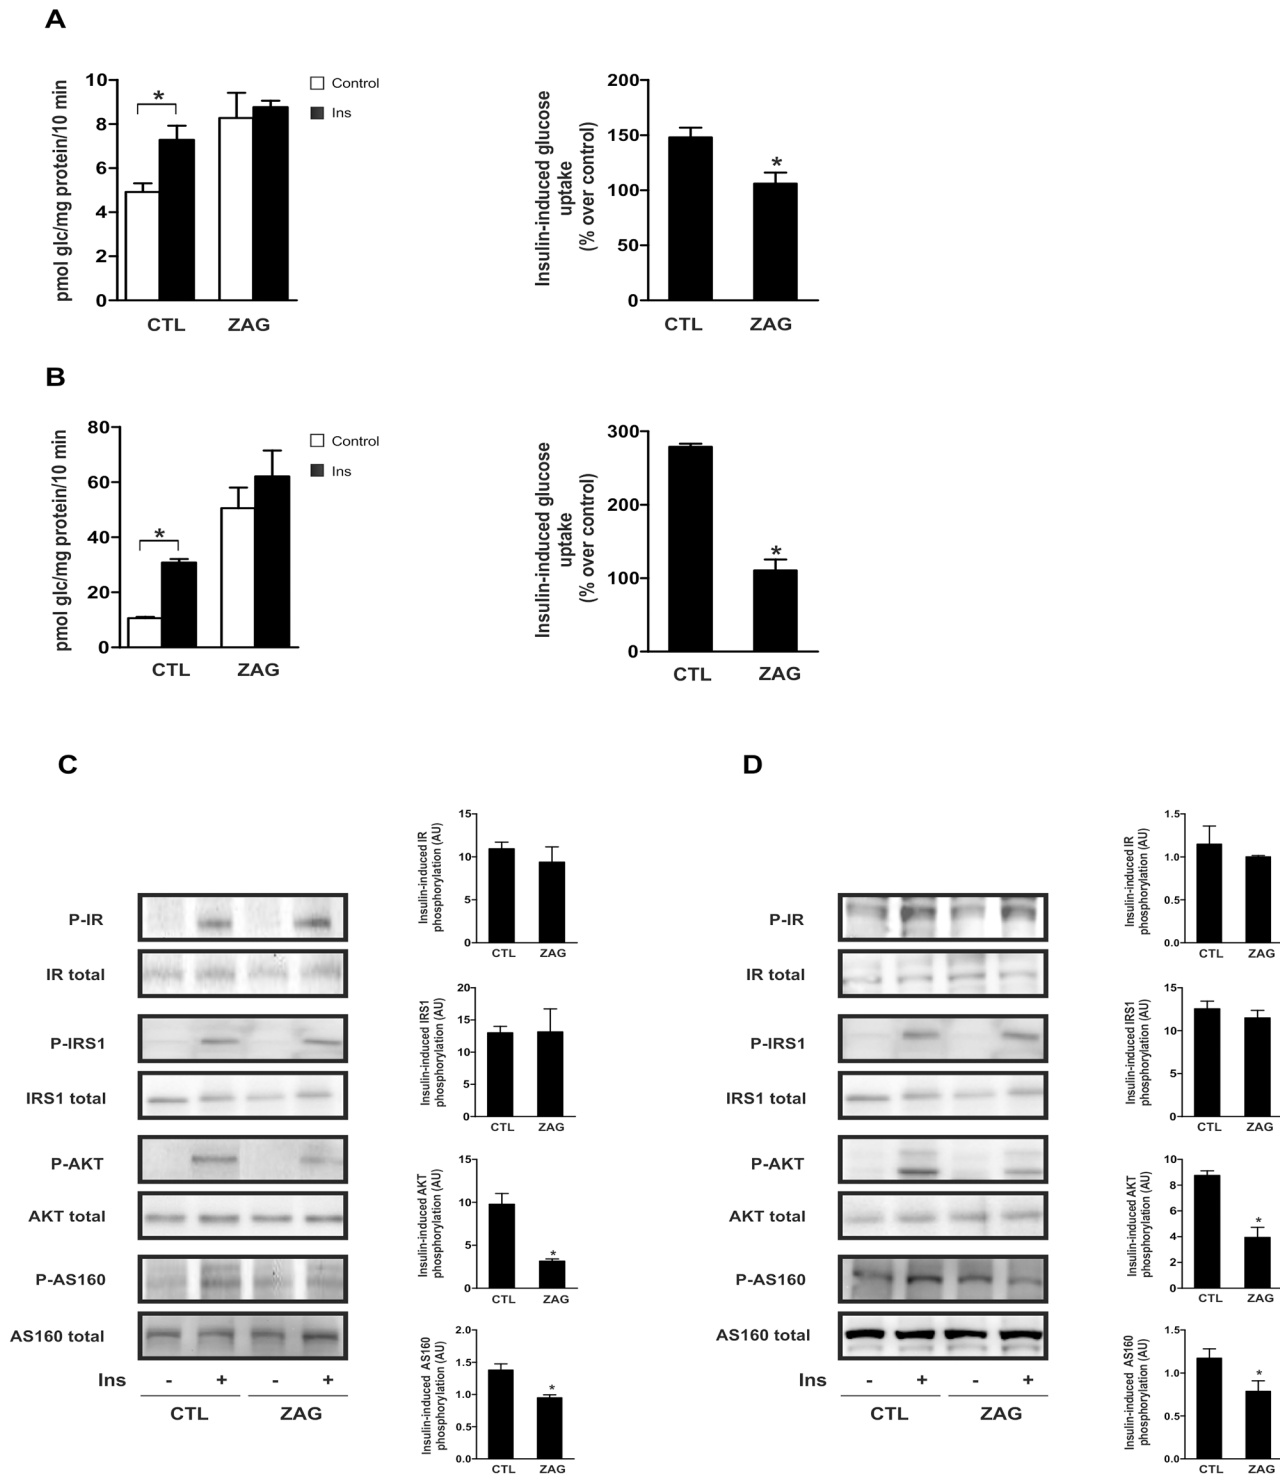 A
pmol glc/mg protein/10 min
10
8
6
4
2
0
*
CTL
ZAG
Control
Ins
Insulin-induced glucose
uptake
(% over control)
200
150
100
50
0
*
CTL
ZAG
B
pmol glc/mg protein/10 min
80
60
40
20
0
*
CTL
ZAG
Control
Ins
Insulin-induced glucose
uptake
(% over control)
300
200
100
0
*
CTL
ZAG
C
P-IR
IR total
P-IRS1
IRS1 total
P-AKT
AKT total
P-AS160
AS160 total
Ins - + - +
CTL ZAG
Insulin-induced IR
phosphorylation (AU)
15
10
5
0
CTL ZAG
Insulin-induced IRS1
phosphorylation (AU)
20
15
10
5
0
CTL ZAG
Insulin-induced AKT
phosphorylation (AU)
15
10
5
0
*
CTL ZAG
Insulin-induced AS160
phosphorylation (AU)
2.0
1.5
1.0
0.5
0.0
*
CTL ZAG
D
P-IR
IR total
P-IRS1
IRS1 total
P-AKT
AKT total
P-AS160
AS160 total
Ins - + - +
CTL ZAG
Insulin-induced IR
phosphorylation (AU)
1.5
1.0
0.5
0.0
CTL ZAG
Insulin-induced IRS1
phosphorylation (AU)
15
10
5
0
CTL ZAG
Insulin-induced AKT
phosphorylation (AU)
10
8
6
4
2
0
*
CTL ZAG
Insulin-induced AS160
phosphorylation (AU)
1.5
1.0
0.5
0.0
*
CTL ZAG